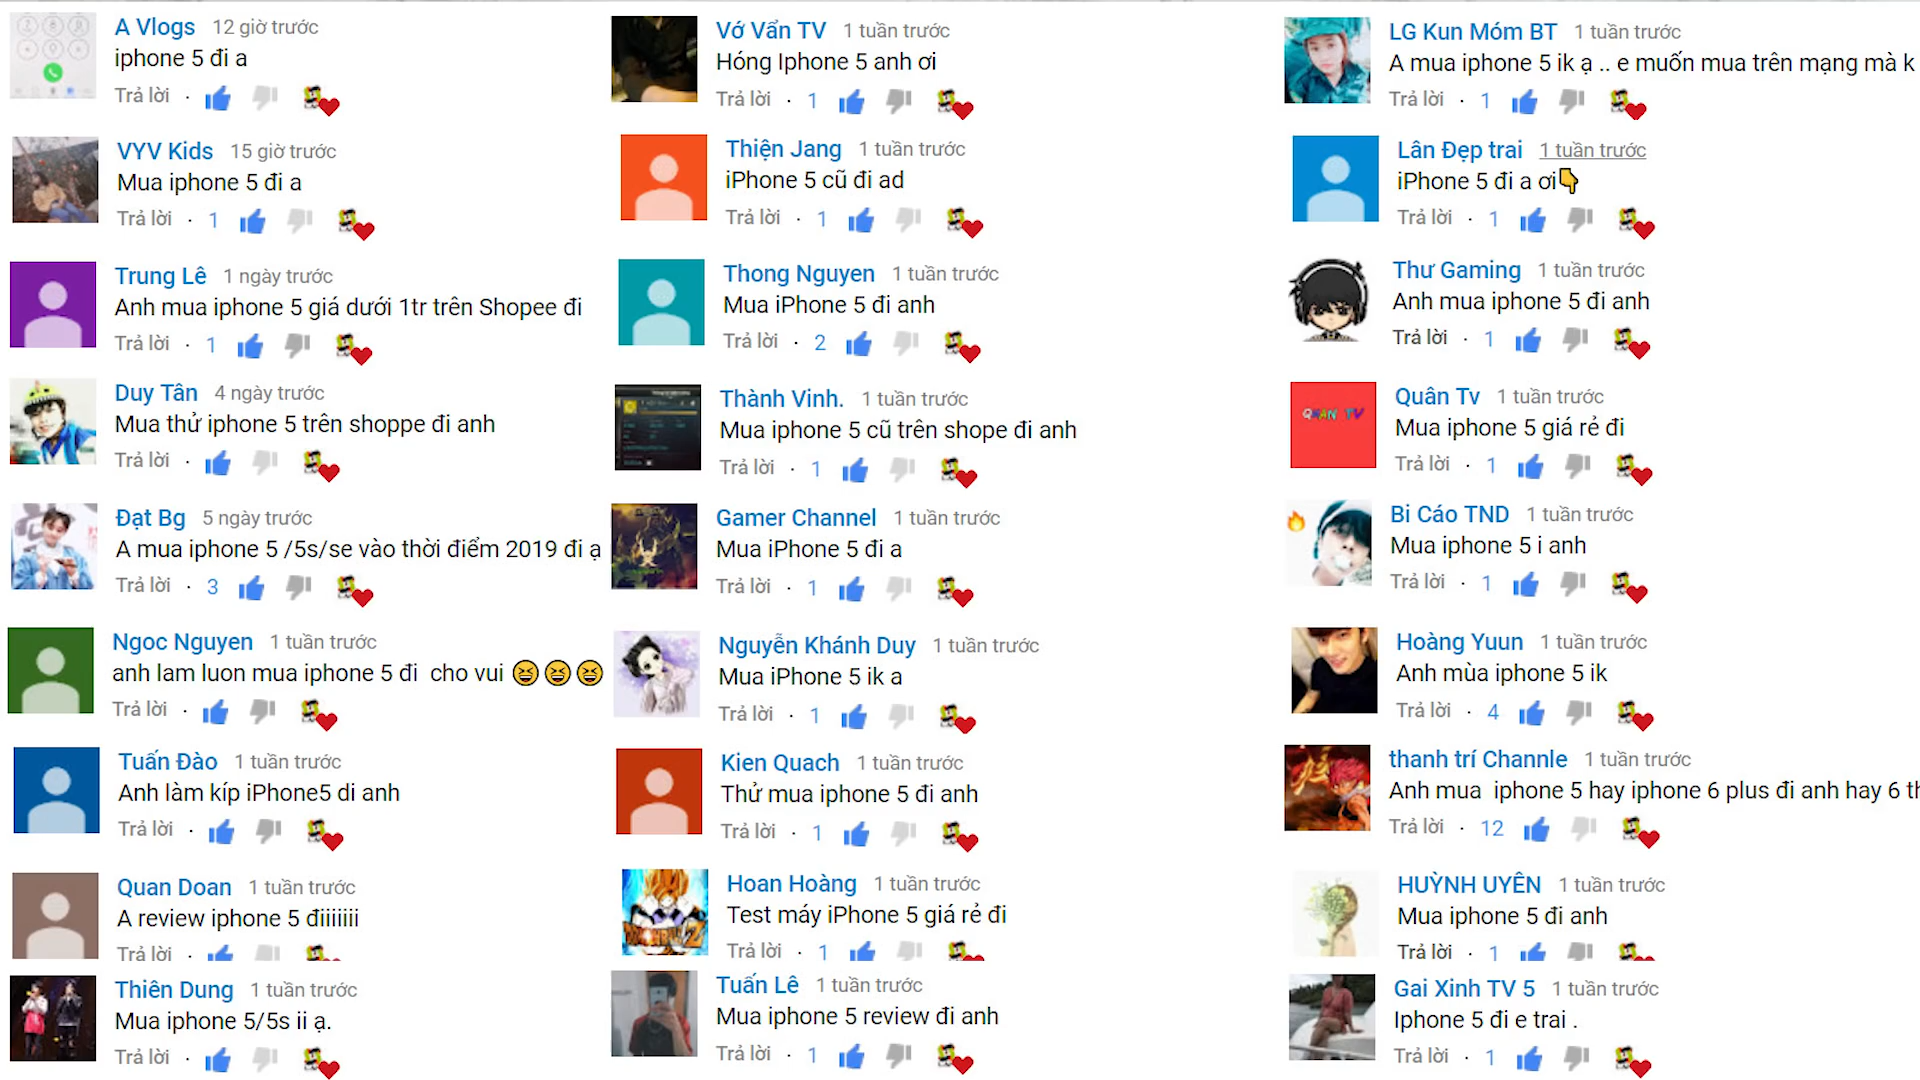 A Vlogs 12 giờ trước
iphone 5 đi a
Trả lời ·
VYV Kids 15 giờ trước
Mua iphone 5 đi a
Trả lời · 1
Trung Lê 1 ngày trước
Anh mua iphone 5 giá dưới 1tr trên Shopee đi
Trả lời · 1
Duy Tân 4 ngày trước
Mua thử iphone 5 trên shoppe đi anh
Trả lời ·
Đạt Bg 5 ngày trước
A mua iphone 5 /5s/se vào thời điểm 2019 đi ạ
Trả lời · 3
Ngoc Nguyen 1 tuần trước
anh lam luon mua iphone 5 đi  cho vui 😆😆😆
Trả lời ·
Tuấn Đào 1 tuần trước
Anh làm kíp iPhone5 di anh
Trả lời ·
Quan Doan 1 tuần trước
A review iphone 5 điiiiiii
Trả lời ·
Thiên Dung 1 tuần trước
Mua iphone 5/5s ii ạ.
Trả lời ·
Vớ Vẩn TV 1 tuần trước
Hóng Iphone 5 anh ơi
Trả lời · 1
Thiện Jang 1 tuần trước
iPhone 5 cũ đi ad
Trả lời · 1
Thong Nguyen 1 tuần trước
Mua iPhone 5 đi anh
Trả lời · 2
Thành Vinh. 1 tuần trước
Mua iphone 5 cũ trên shope đi anh
Trả lời · 1
Gamer Channel 1 tuần trước
Mua iPhone 5 đi a
Trả lời · 1
Nguyễn Khánh Duy 1 tuần trước
Mua iPhone 5 ik a
Trả lời · 1
Kien Quach 1 tuần trước
Thử mua iphone 5 đi anh
Trả lời · 1
Hoan Hoàng 1 tuần trước
Test máy iPhone 5 giá rẻ đi
Trả lời · 1
Tuấn Lê 1 tuần trước
Mua iphone 5 review đi anh
Trả lời · 1
LG Kun Móm BT 1 tuần trước
A mua iphone 5 ik ạ .. e muốn mua trên mạng mà k
Trả lời · 1
Lân Đẹp trai 1 tuần trước
iPhone 5 đi a ơi👇
Trả lời · 1
Thư Gaming 1 tuần trước
Anh mua iphone 5 đi anh
Trả lời · 1
QUAN TV
Quân Tv 1 tuần trước
Mua iphone 5 giá rẻ đi
Trả lời · 1
Bi Cáo TND 1 tuần trước
Mua iphone 5 i anh
Trả lời · 1
Hoàng Yuun 1 tuần trước
Anh mùa iphone 5 ik
Trả lời · 4
thanh trí Channle 1 tuần trước
Anh mua  iphone 5 hay iphone 6 plus đi anh hay 6 th
Trả lời · 12
HUỲNH UYÊN 1 tuần trước
Mua iphone 5 đi anh
Trả lời · 1
Gai Xinh TV 5 1 tuần trước
Iphone 5 đi e trai .
Trả lời · 1